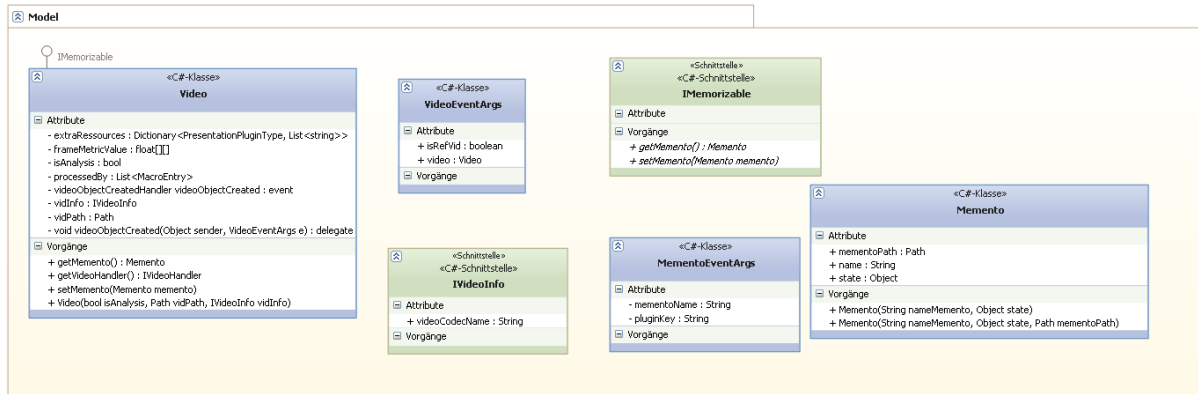 Model
IMemorizable
«C#-Klasse»
Video
Attribute
- extraRessources : Dictionary<PresentationPluginType, List<string>>
- frameMetricValue : float[][]
- isAnalysis : bool
- processedBy : List<MacroEntry>
- videoObjectCreatedHandler videoObjectCreated : event
- vidInfo : IVideoInfo
- vidPath : Path
- void videoObjectCreated(Object sender, VideoEventArgs e) : delegate
Vorgänge
+ getMemento() : Memento
+ getVideoHandler() : IVideoHandler
+ setMemento(Memento memento)
+ Video(bool isAnalysis, Path vidPath, IVideoInfo vidInfo)
«C#-Klasse»
VideoEventArgs
Attribute
+ isRefVid : boolean
+ video : Video
Vorgänge
«Schnittstelle»
«C#-Schnittstelle»
IMemorizable
Attribute
Vorgänge
+ getMemento() : Memento
+ setMemento(Memento memento)
«Schnittstelle»
«C#-Schnittstelle»
IVideoInfo
Attribute
+ videoCodecName : String
Vorgänge
«C#-Klasse»
MementoEventArgs
Attribute
- mementoName : String
- pluginKey : String
Vorgänge
«C#-Klasse»
Memento
Attribute
+ mementoPath : Path
+ name : String
+ state : Object
Vorgänge
+ Memento(String nameMemento, Object state)
+ Memento(String nameMemento, Object state, Path mementoPath)